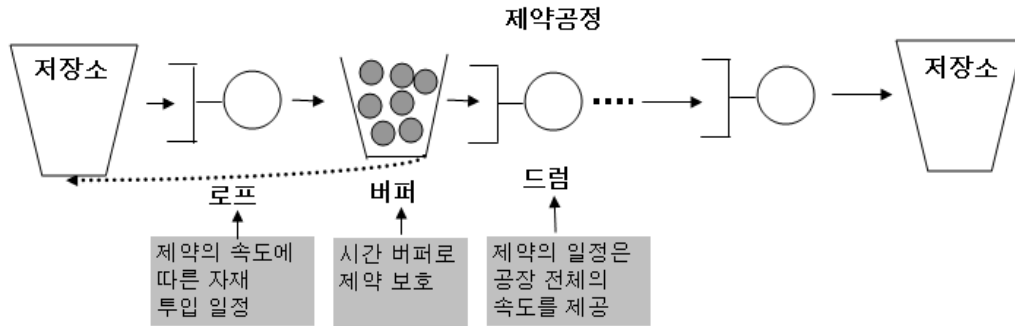 제약공정
저장소
저장소
로프
버퍼
드럼
제약의 속도에
따른 자재
투입 일정
시간 버퍼로
제약 보호
제약의 일정은
공장 전체의
속도를 제공